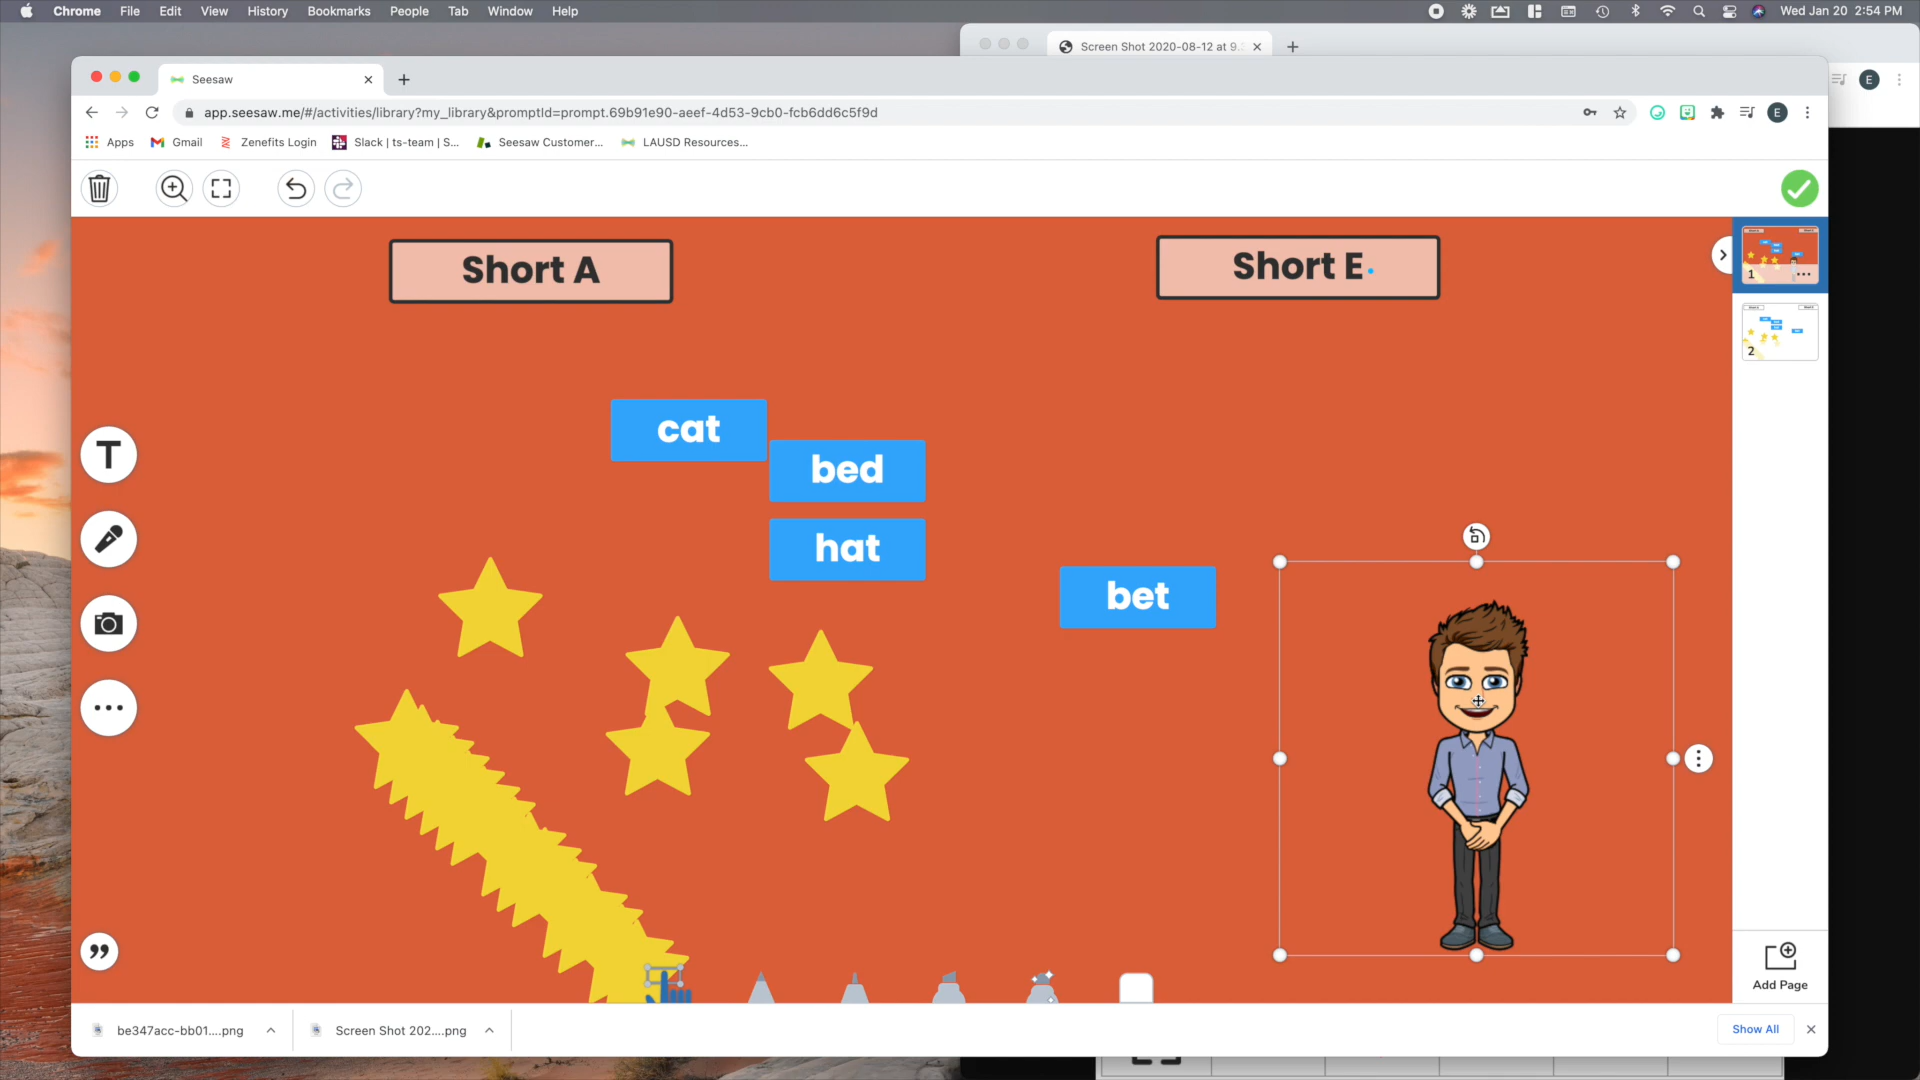 Chrome File Edit View History Bookmarks People Tab Window Help Wed Jan 20 2:54 PM
Screen Shot 2020-08-12 at 9.
Seesaw
app.seesaw.me/#/activities/library?my_library&promptId=prompt.69b91e90-aeef-4d53-9cb0-fcb6dd6c5f9d E
Apps Gmail Zenefits Login Slack | ts-team | S... Seesaw Customer... LAUSD Resources...
Short A Short E
cat
bed
hat
bet
T
1
2
Add Page
be347acc-bb01....png Screen Shot 202....png Show All